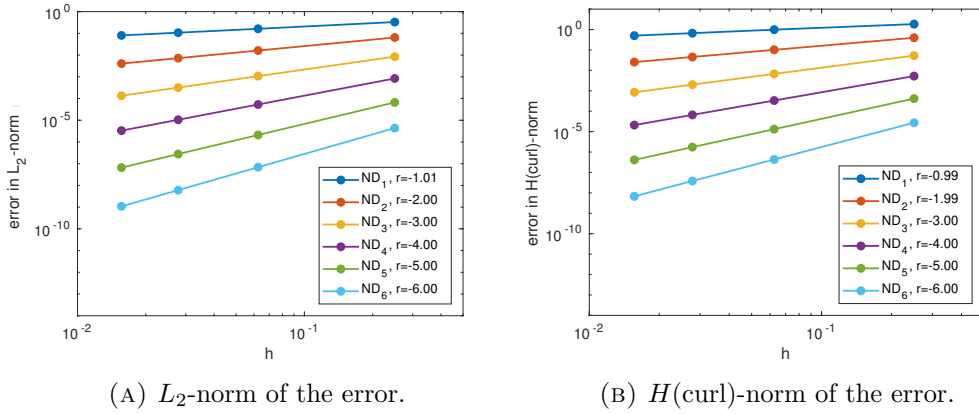 10^0
10^-5
10^-10
10^-2
10^-1
error in L_2-norm
h
ND_1, r=-1.01
ND_2, r=-2.00
ND_3, r=-3.00
ND_4, r=-4.00
ND_5, r=-5.00
ND_6, r=-6.00
(A) L_2-norm of the error.
10^0
10^-5
10^-10
10^-2
10^-1
error in H(curl)-norm
h
ND_1, r=-0.99
ND_2, r=-1.99
ND_3, r=-3.00
ND_4, r=-4.00
ND_5, r=-5.00
ND_6, r=-6.00
(B) H(curl)-norm of the error.